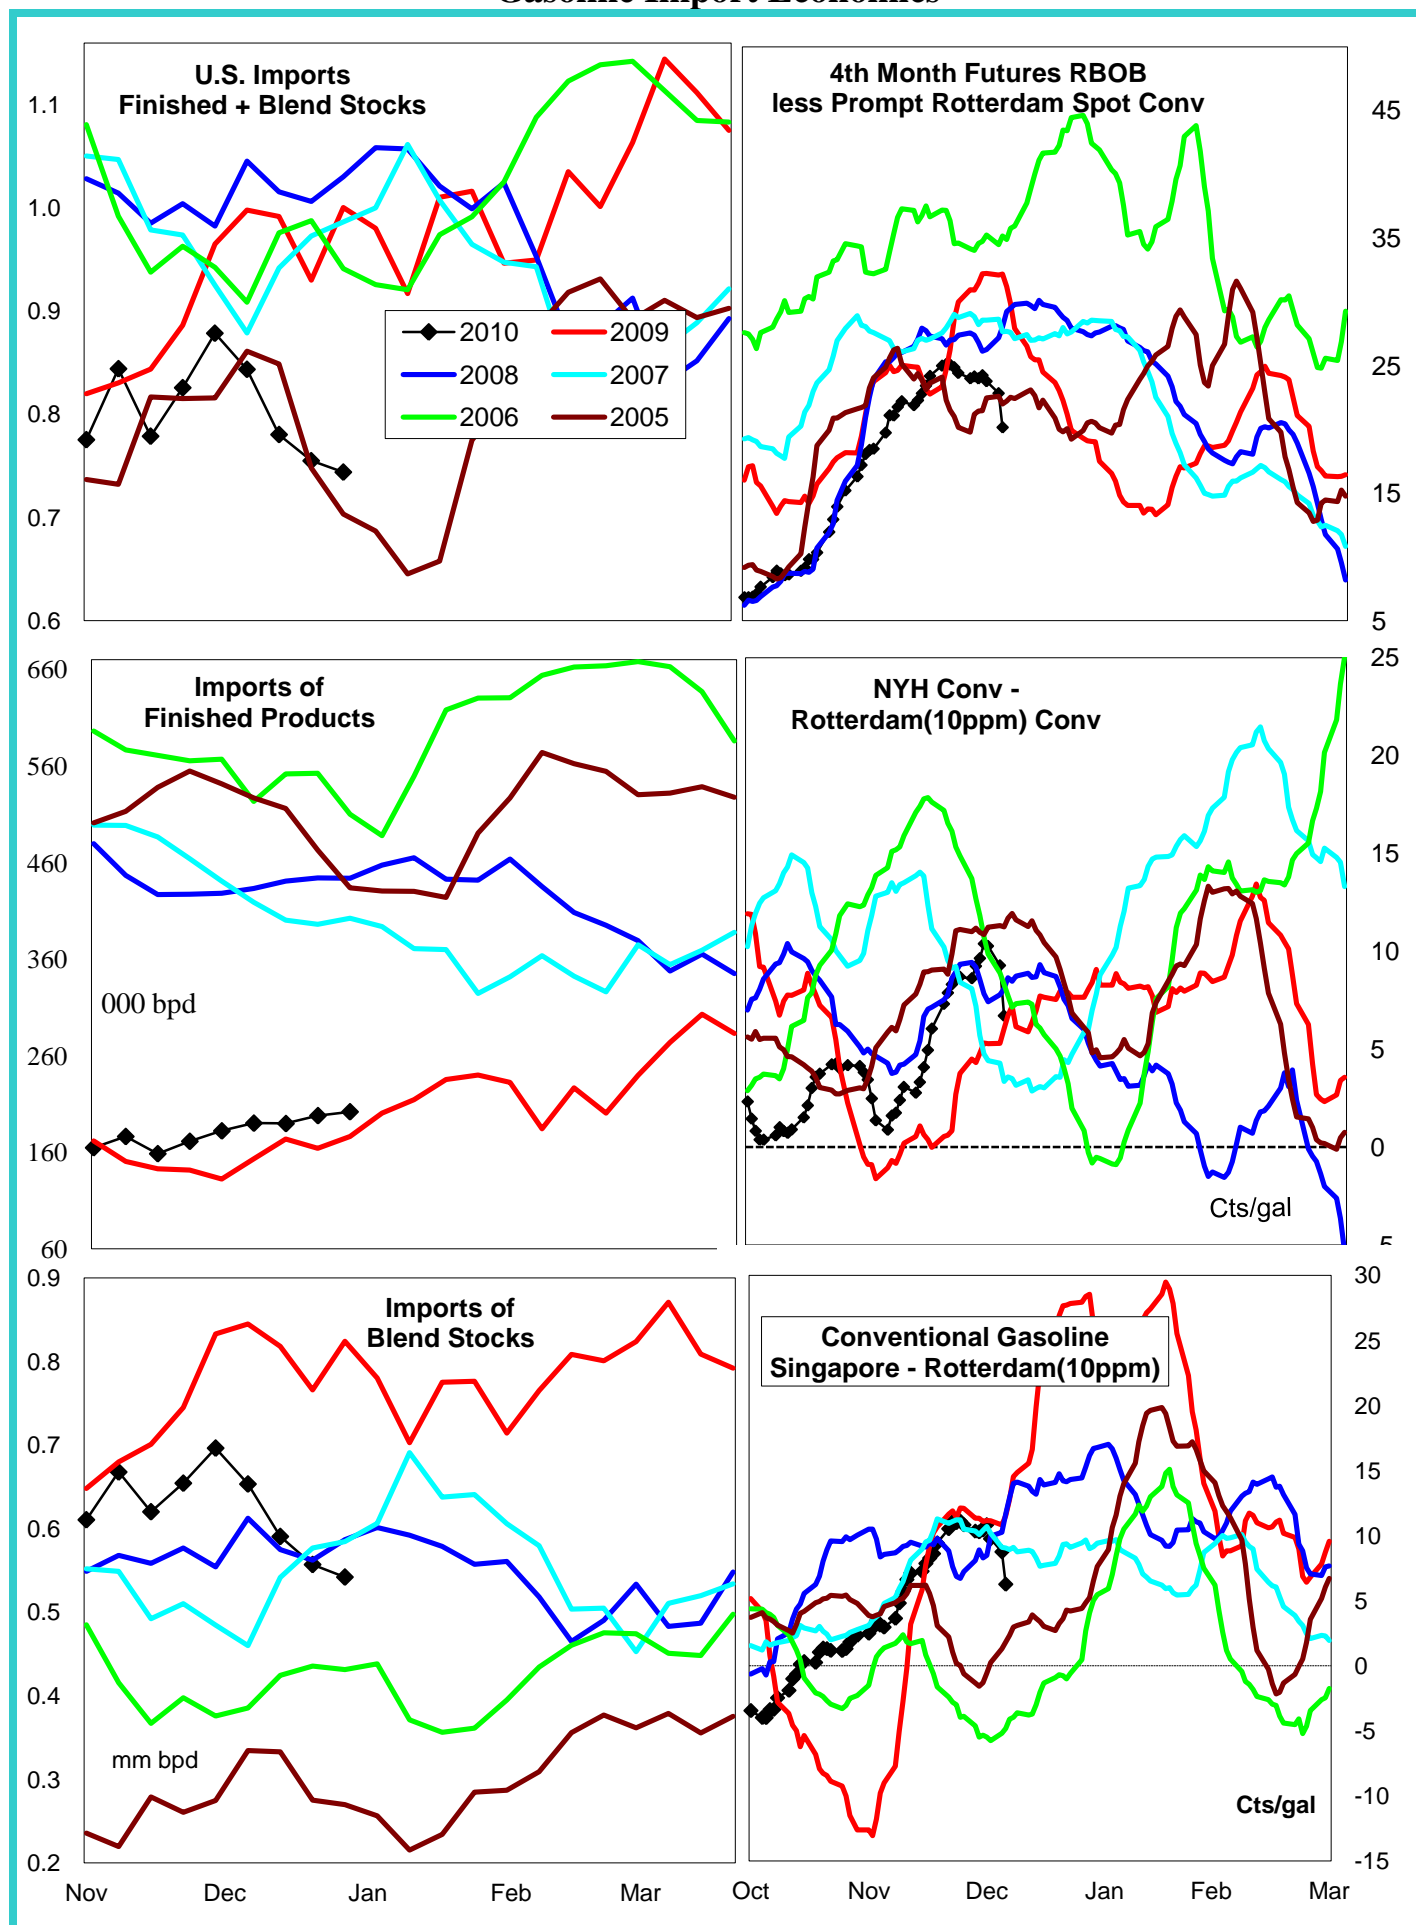 Gasoline Import Economics
U.S. Imports
Finished + Blend Stocks
1.1
1.0
0.9
0.8
0.7
0.6
2010
2009
2008
2007
2006
2005
4th Month Futures RBOB
less Prompt Rotterdam Spot Conv
45
35
25
15
5
Imports of
Finished Products
660
560
460
360
260
160
60
000 bpd
NYH Conv -
Rotterdam(10ppm) Conv
25
20
15
10
5
0
-5
Cts/gal
Imports of
Blend Stocks
0.9
0.8
0.7
0.6
0.5
0.4
0.3
0.2
mm bpd
Nov Dec Jan Feb Mar
Conventional Gasoline
Singapore - Rotterdam(10ppm)
30
25
20
15
10
5
0
-5
-10
-15
Cts/gal
Oct Nov Dec Jan Feb Mar